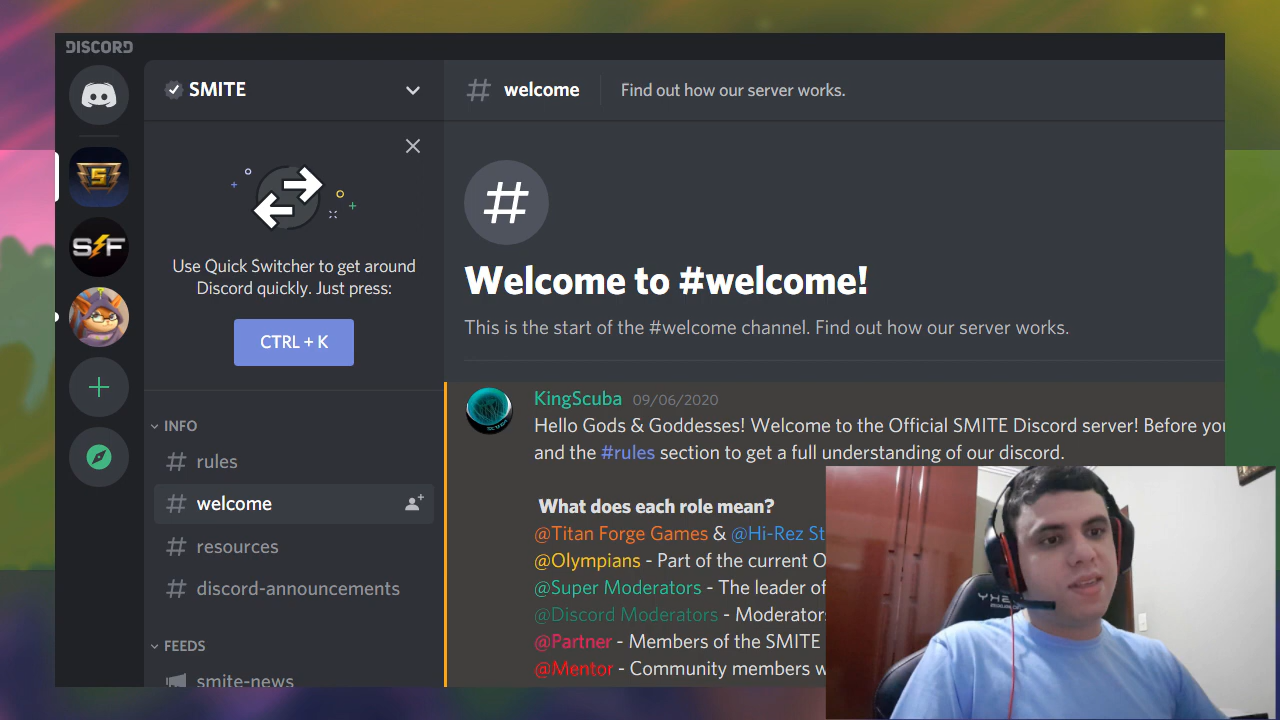 DISCORD
SMITE
welcome
Find out how our server works.
S
S F
Use Quick Switcher to get around
Discord quickly. Just press:
CTRL + K
INFO
rules
welcome
resources
discord-announcements
FEEDS
smite-news
#
Welcome to #welcome!
This is the start of the #welcome channel. Find out how our server works.
KingScuba 09/06/2020
Hello Gods & Goddesses! Welcome to the Official SMITE Discord server! Before you
and the #rules section to get a full understanding of our discord.
What does each role mean?
@Titan Forge Games & @Hi-Rez St
@Olympians - Part of the current O
@Super Moderators - The leader of
@Discord Moderators - Moderator
@Partner - Members of the SMITE
@Mentor - Community members w